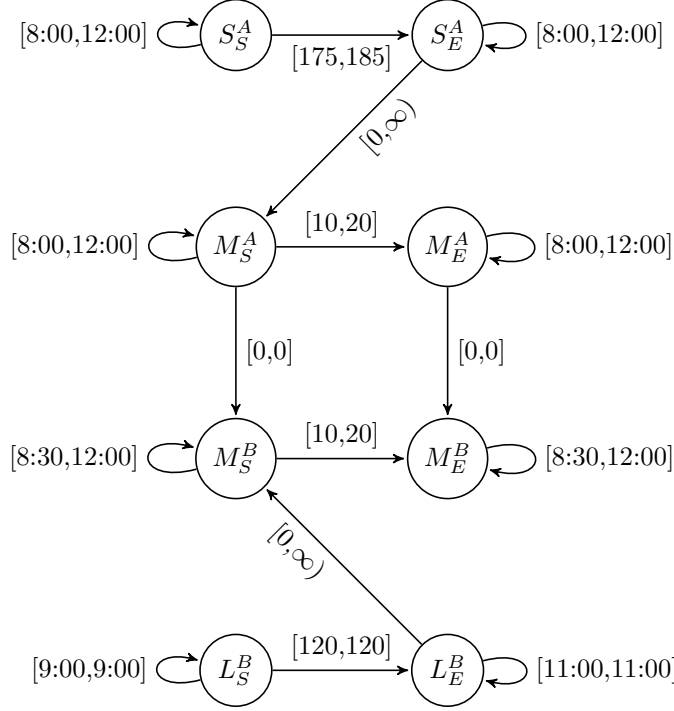 [8:00,12:00] S_S^A [175,185] S_E^A [8:00,12:00]
[0,∞)
[8:00,12:00] M_S^A [10,20] M_E^A [8:00,12:00]
[0,0] [0,0]
[8:30,12:00] M_S^B [10,20] M_E^B [8:30,12:00]
[0,∞)
[9:00,9:00] L_S^B [120,120] L_E^B [11:00,11:00]